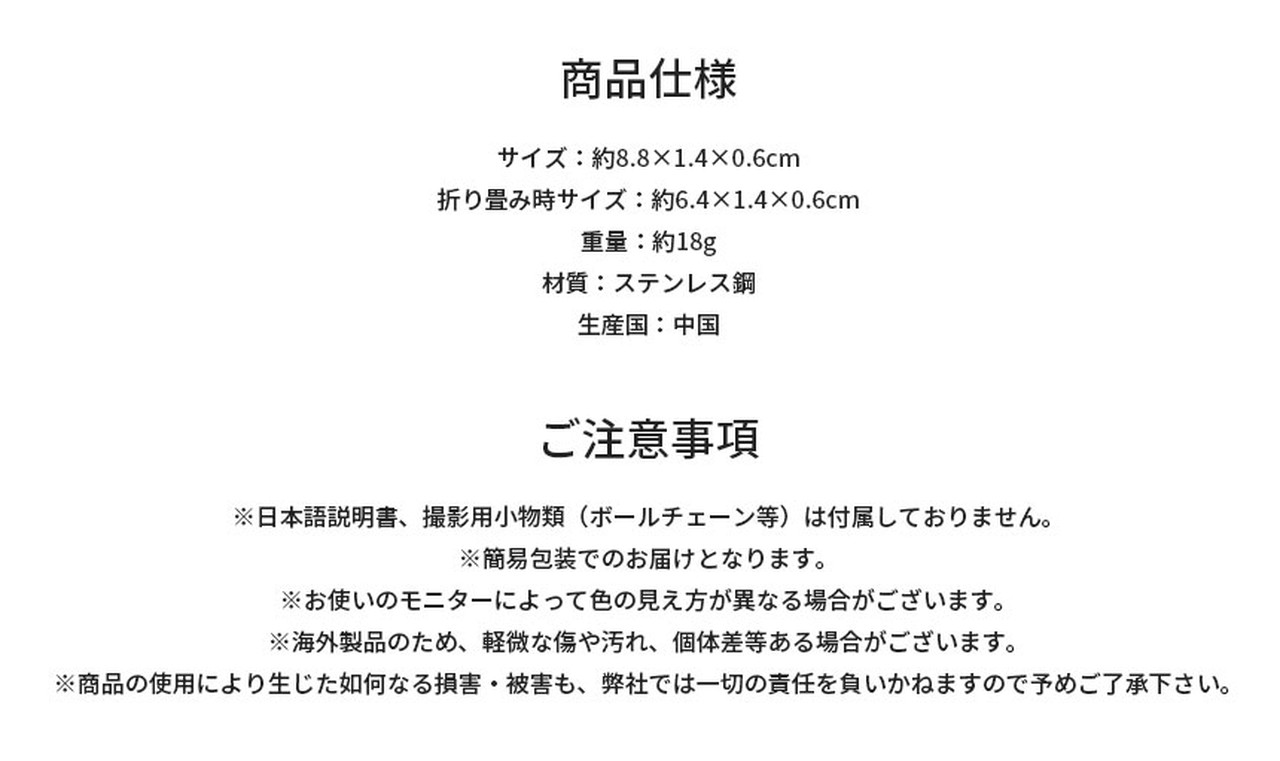 商品仕様
サイズ：約8.8×1.4×0.6cm
折り畳み時サイズ：約6.4×1.4×0.6cm
重量：約18g
材質：ステンレス鋼
生産国：中国
ご注意事項
※日本語説明書、撮影用小物類（ボールチェーン等）は付属しておりません。
※簡易包装でのお届けとなります。
※お使いのモニターによって色の見え方が異なる場合がございます。
※海外製品のため、軽微な傷や汚れ、個体差等ある場合がございます。
※商品の使用により生じた如何なる損害・被害も、弊社では一切の責任を負いかねますので予めご了承下さい。